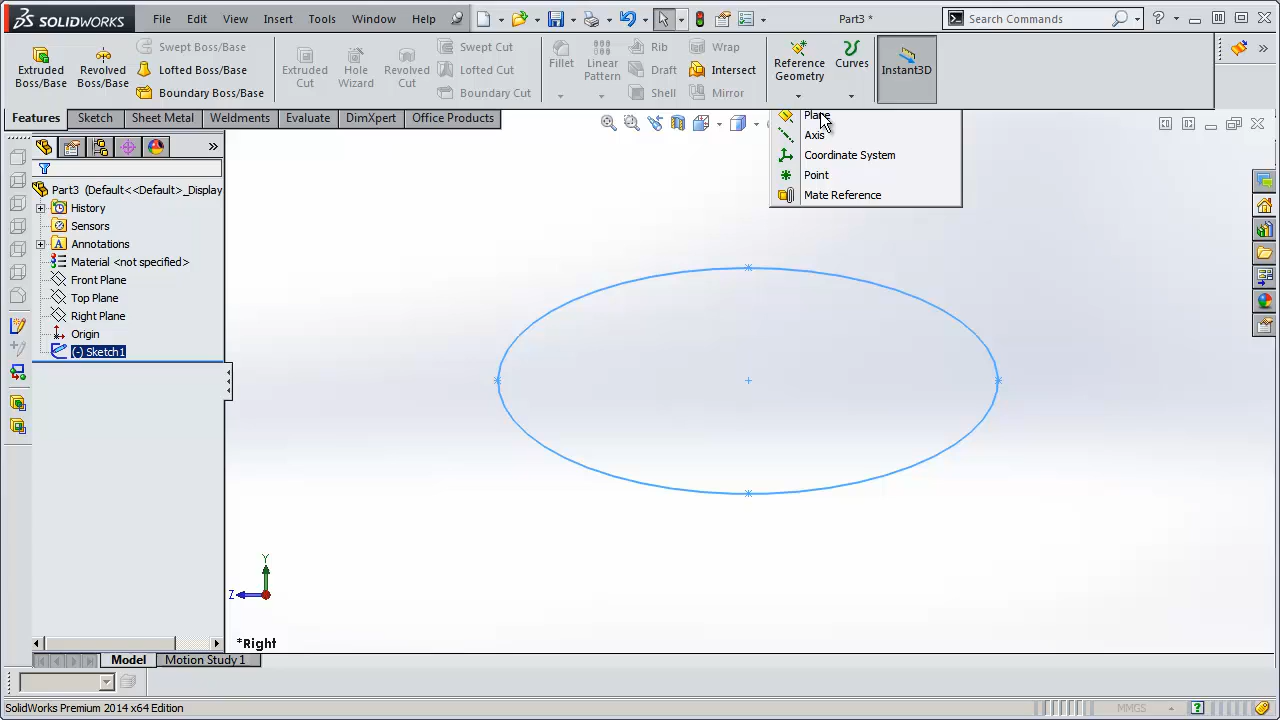 SOLIDWORKS File Edit View Insert Tools Window Help Part3 * Search Commands
Extruded Boss/Base
Revolved Boss/Base
Swept Boss/Base
Lofted Boss/Base
Boundary Boss/Base
Extruded Cut
Hole Wizard
Revolved Cut
Swept Cut
Lofted Cut
Boundary Cut
Fillet
Linear Pattern
Rib
Draft
Shell
Wrap
Intersect
Mirror
Reference Geometry
Curves
Instant3D
Features Sketch Sheet Metal Weldments Evaluate DimXpert Office Products
Plane
Axis
Coordinate System
Point
Mate Reference
Part3 (Default<<Default>_Display
History
Sensors
Annotations
Material <not specified>
Front Plane
Top Plane
Right Plane
Origin
(-) Sketch1
Y
Z
*Right
Model Motion Study 1
SolidWorks Premium 2014 x64 Edition MMGS